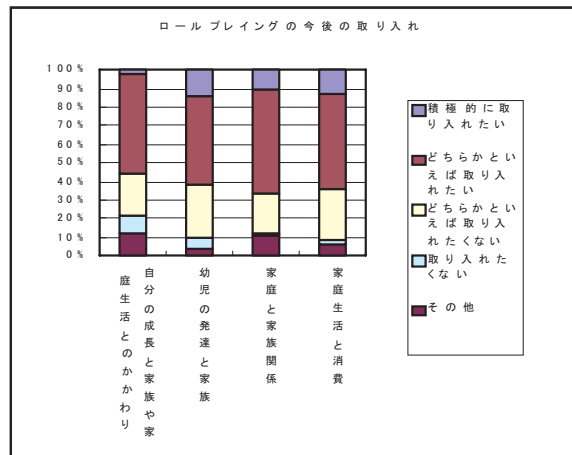 ロールプレイングの今後の取り入れ
100%
90%
80%
70%
60%
50%
40%
30%
20%
10%
0%
自分の成長と家族や家
庭生活とのかかわり
幼児の発達と家族
家庭と家族関係
家庭生活と消費
積極的に取
り入れたい
どちらかとい
えば取り入
れたい
どちらかとい
えば取り入
れたくない
取り入れた
くない
その他